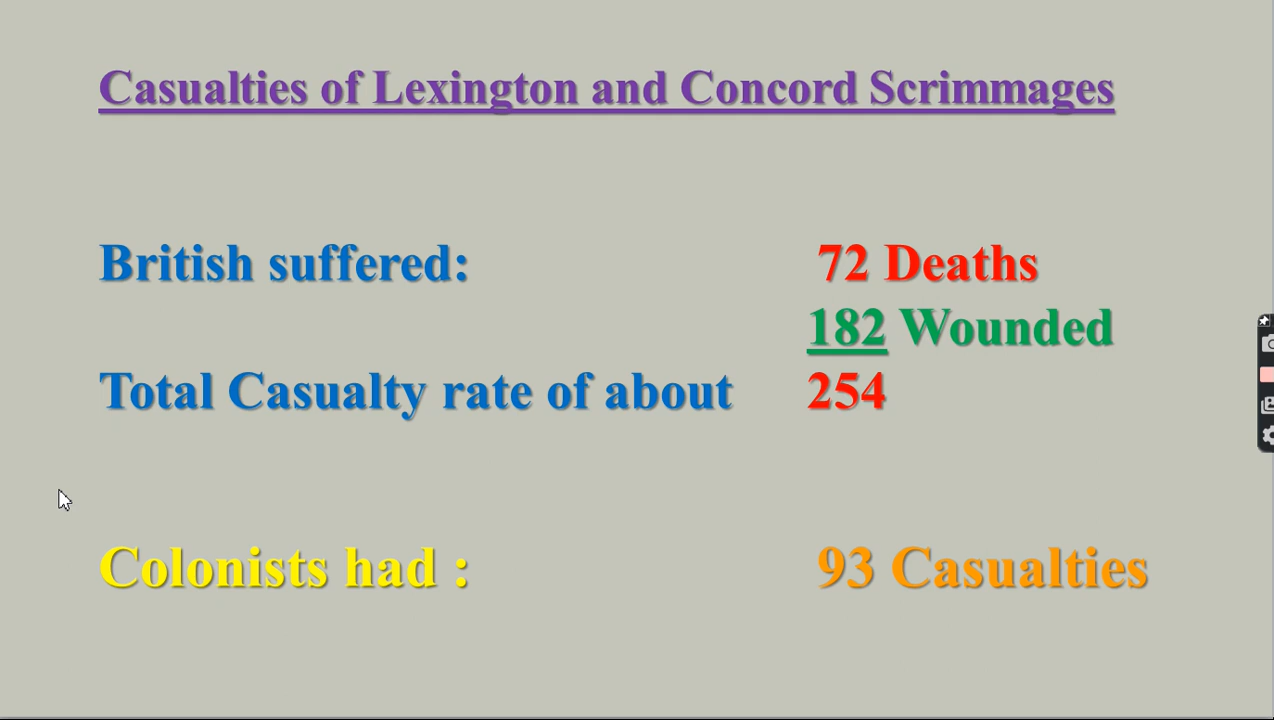 Casualties of Lexington and Concord Scrimmages
British suffered: 72 Deaths
182 Wounded
Total Casualty rate of about 254
Colonists had : 93 Casualties